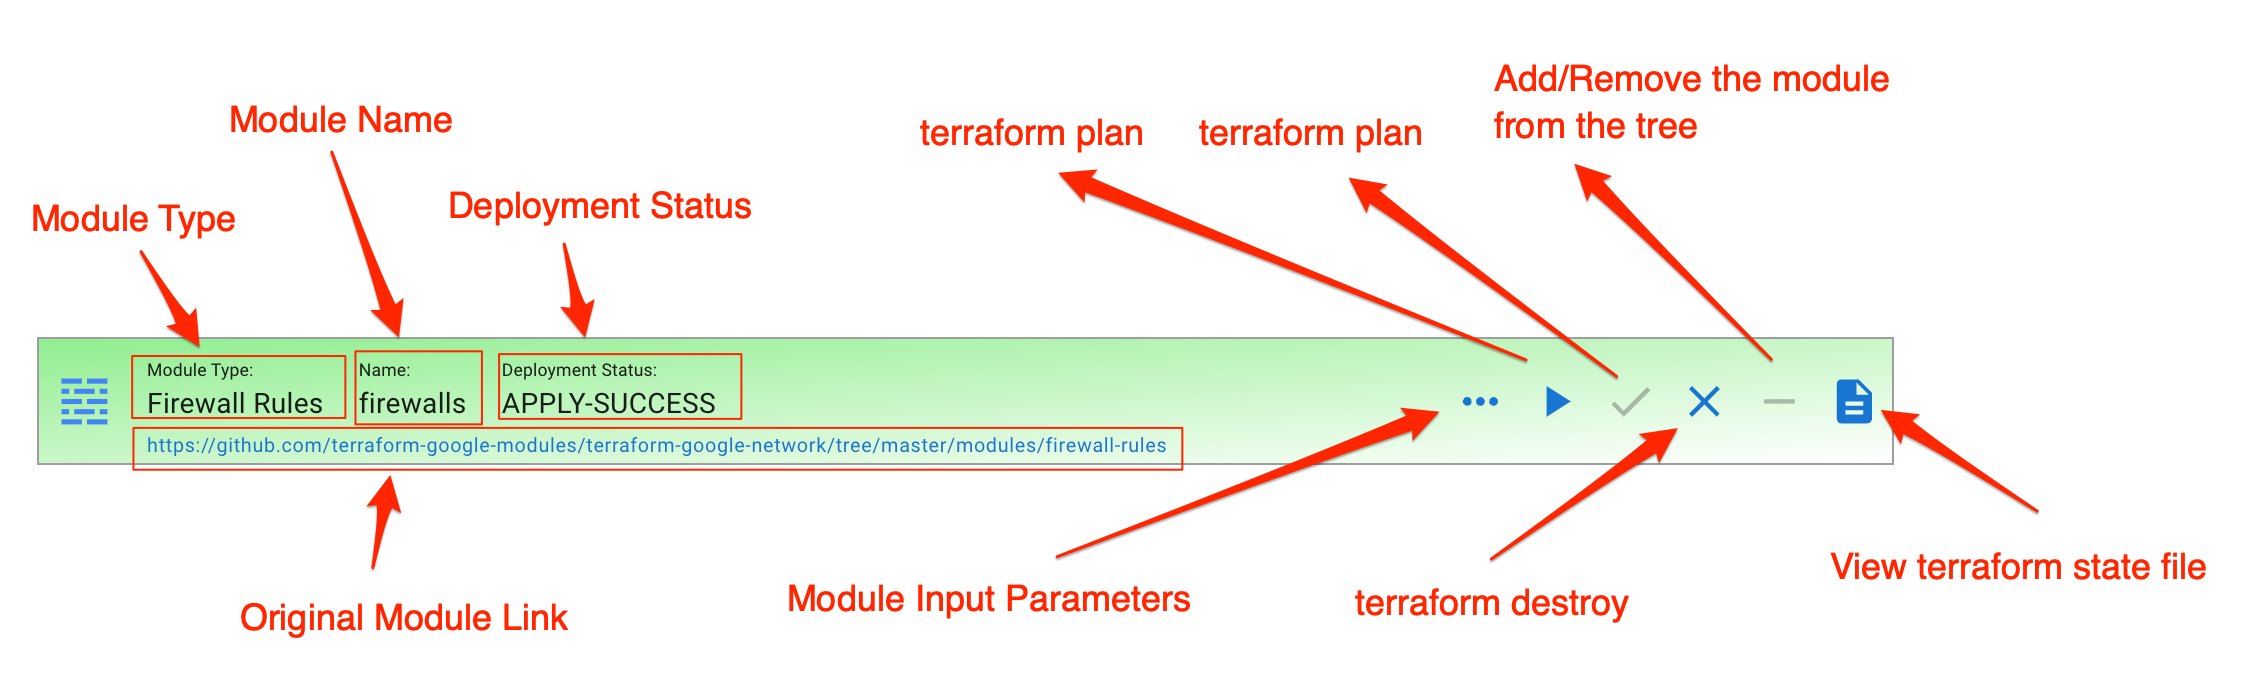 Add/Remove the module
from the tree
Module Name
terraform plan
terraform plan
Module Type
Deployment Status
Module Type:
Firewall Rules
Name:
firewalls
Deployment Status:
APPLY-SUCCESS
https://github.com/terraform-google-modules/terraform-google-network/tree/master/modules/firewall-rules
Original Module Link
Module Input Parameters
terraform destroy
View terraform state file